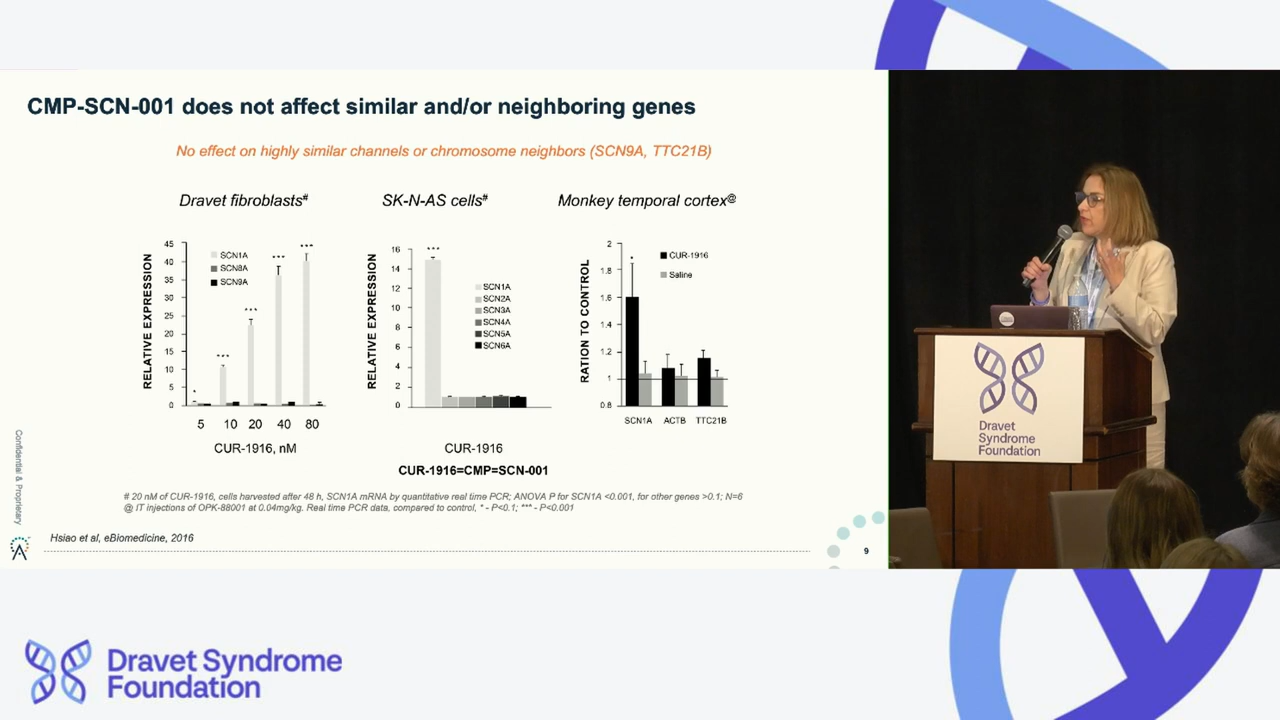 CMP-SCN-001 does not affect similar and/or neighboring genes
No effect on highly similar channels or chromosome neighbors (SCN9A, TTC21B)
Dravet fibroblasts#
SK-N-AS cells#
Monkey temporal cortex@
RELATIVE EXPRESSION
45
40
35
30
25
20
15
10
5
0
***
***
***
***
*
SCN1A
SCN8A
SCN9A
5 10 20 40 80
CUR-1916, nM
RELATIVE EXPRESSION
16
14
12
10
8
6
4
2
0
***
SCN1A
SCN2A
SCN3A
SCN4A
SCN5A
SCN6A
CUR-1916
RATION TO CONTROL
2
1.8
1.6
1.4
1.2
1
0.8
*
CUR-1916
Saline
SCN1A ACTB TTC21B
CUR-1916=CMP=SCN-001
# 20 nM of CUR-1916, cells harvested after 48 h, SCN1A mRNA by quantitative real time PCR; ANOVA P for SCN1A <0.001, for other genes >0.1; N=6
@ IT injections of OPK-88001 at 0.04mg/kg. Real time PCR data, compared to control, * - P<0.1; *** - P<0.001
Hsiao et al, eBiomedicine, 2016
9
Confidential & Proprietary
Dravet
Syndrome
Foundation
Dravet Syndrome
Foundation